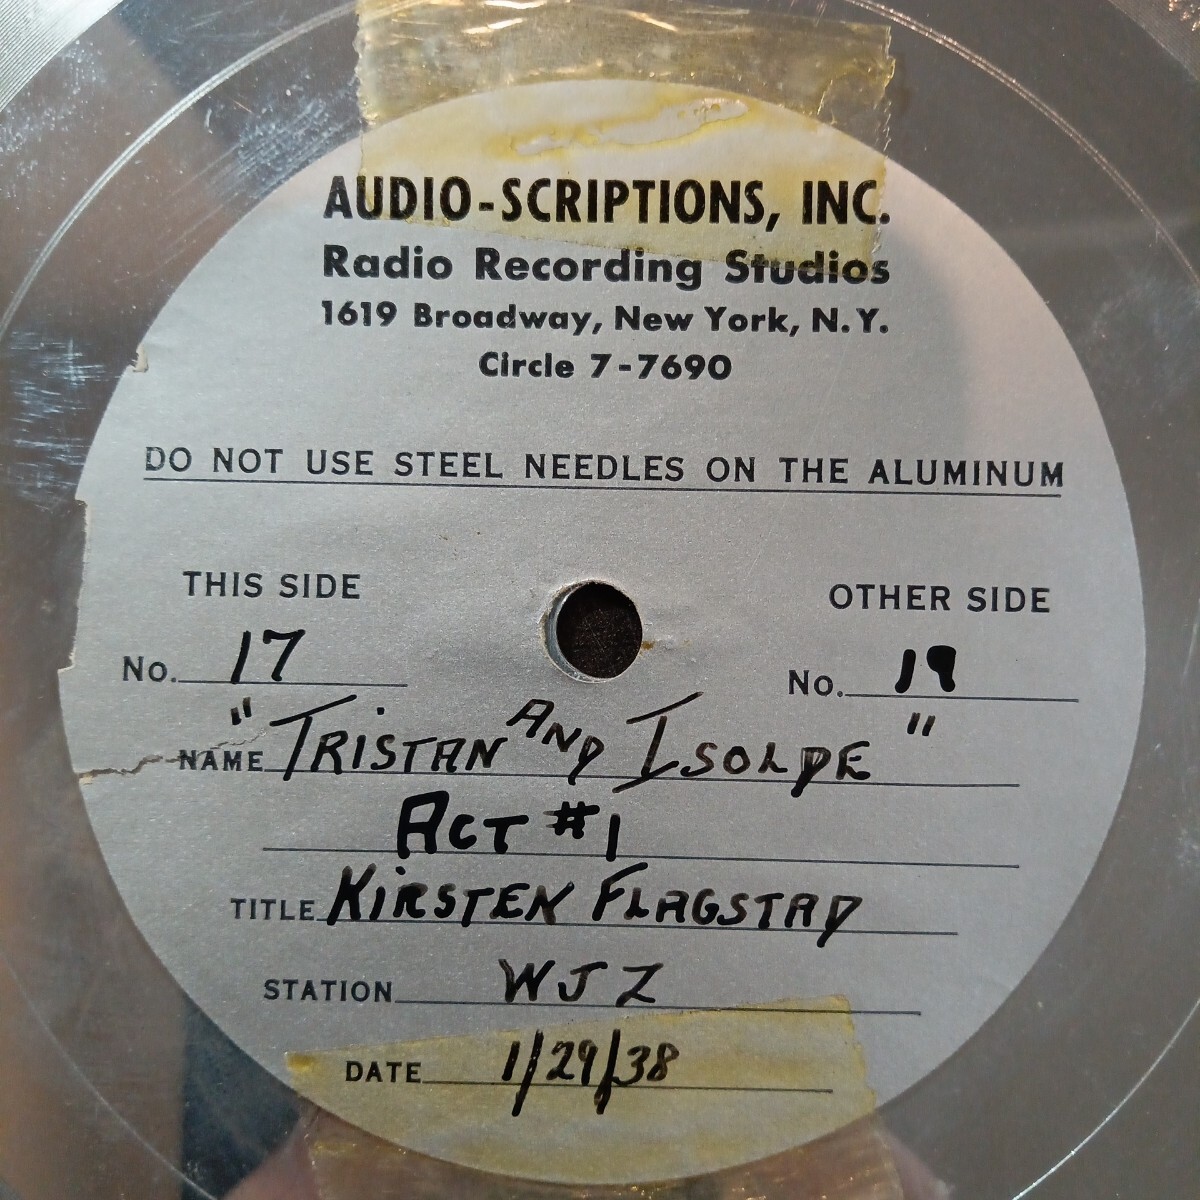 AUDIO-SCRIPTIONS, INC.
Radio Recording Studios
1619 Broadway, New York, N.Y.
Circle 7-7690
DO NOT USE STEEL NEEDLES ON THE ALUMINUM
THIS SIDE OTHER SIDE
No. 17 No. 19
NAME "TRISTAN AND ISOLDE"
ACT #1
TITLE KIRSTEN FLAGSTAD
STATION WJZ
DATE 1/29/38